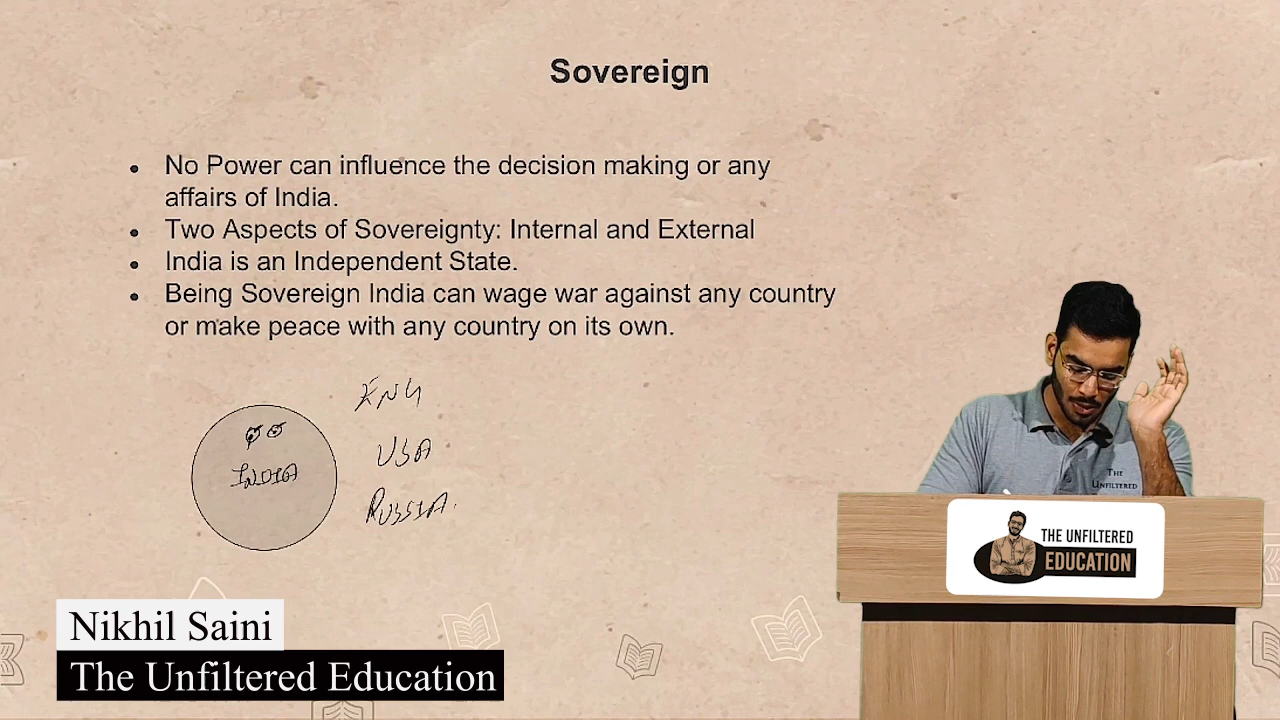 Sovereign
No Power can influence the decision making or any
affairs of India.
Two Aspects of Sovereignty: Internal and External
India is an Independent State.
Being Sovereign India can wage war against any country
or make peace with any country on its own.
ENG
USA
INDIA
RUSSIA.
THE
UNFILTERED
THE UNFILTERED
EDUCATION
Nikhil Saini
The Unfiltered Education